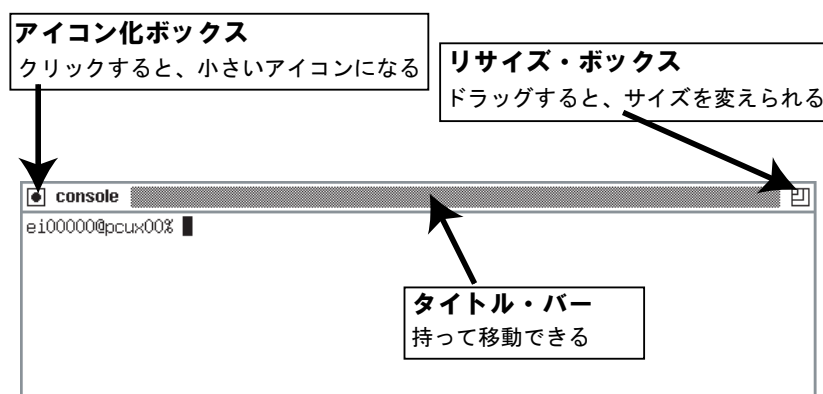 アイコン化ボックス
クリックすると、小さいアイコンになる
リサイズ・ボックス
ドラッグすると、サイズを変えられる
console
ei00000@pcux00%
タイトル・バー
持って移動できる